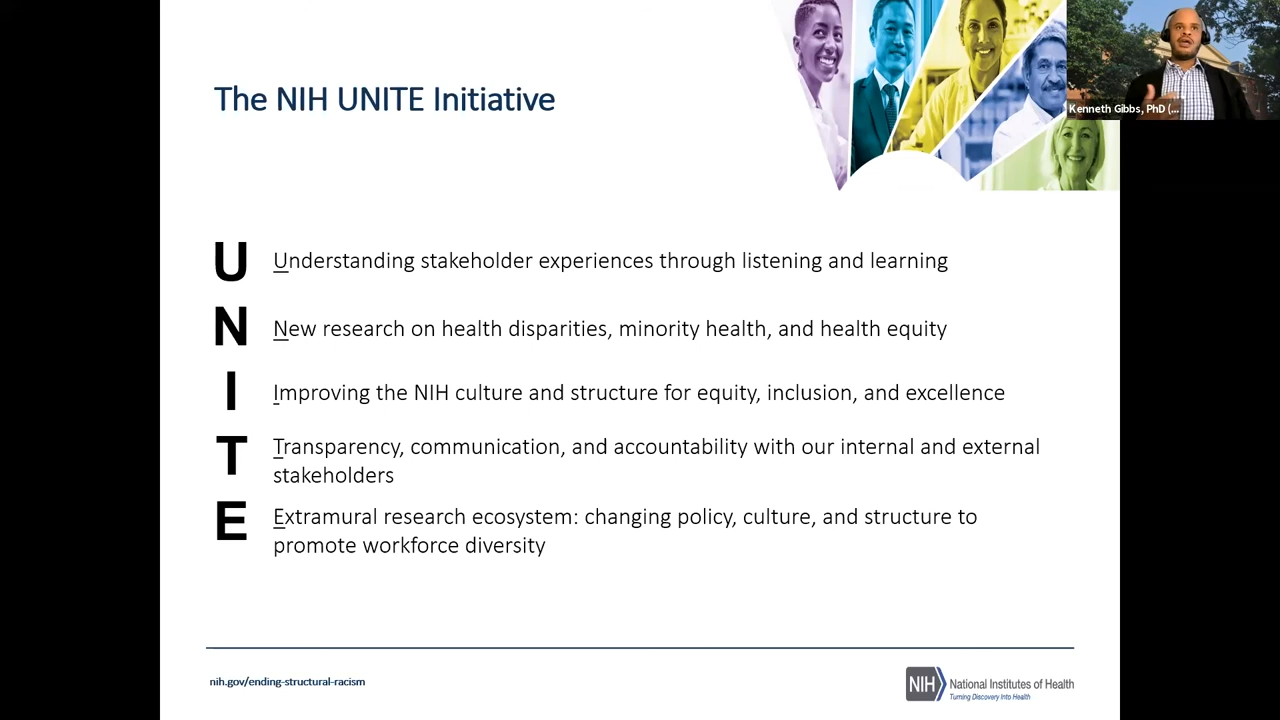 The NIH UNITE Initiative
Kenneth Gibbs, PhD (...
U Understanding stakeholder experiences through listening and learning
N New research on health disparities, minority health, and health equity
I Improving the NIH culture and structure for equity, inclusion, and excellence
T Transparency, communication, and accountability with our internal and external
stakeholders
E Extramural research ecosystem: changing policy, culture, and structure to
promote workforce diversity
nih.gov/ending-structural-racism
NIH National Institutes of Health
Turning Discovery Into Health